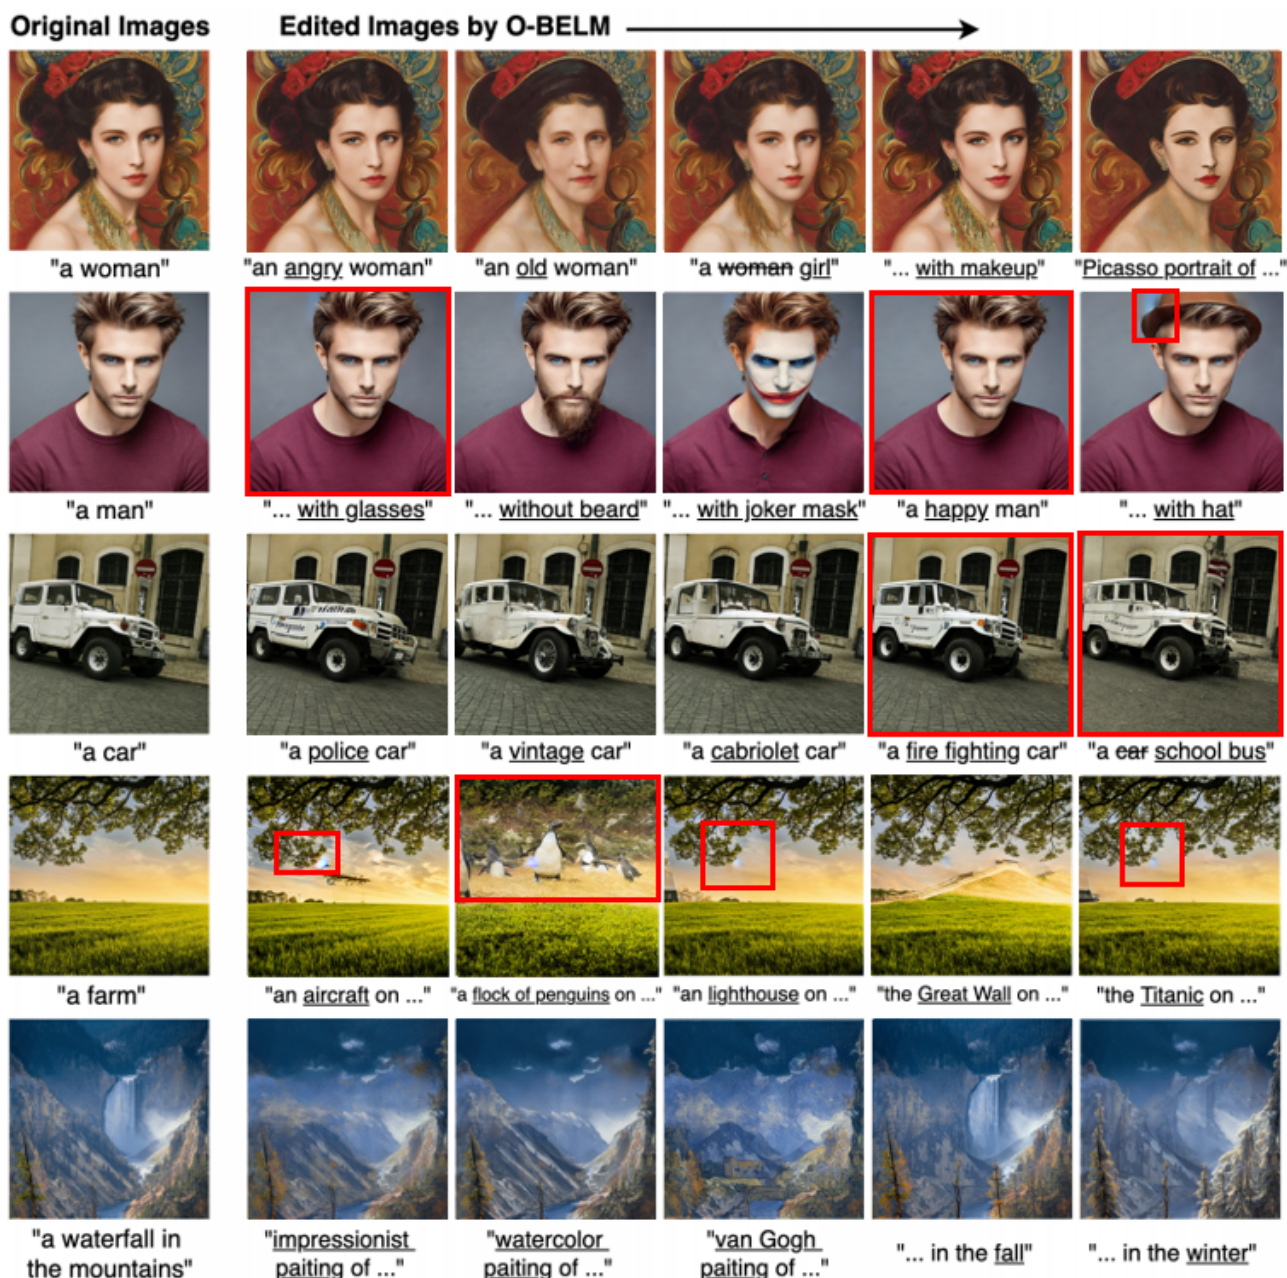 Original Images
Edited Images by O-BELM
"a woman"
"an angry woman"
"an old woman"
"a woman girl"
"... with makeup"
"Picasso portrait of ..."
"a man"
"... with glasses"
"... without beard"
"... with joker mask"
"a happy man"
"... with hat"
"a car"
"a police car"
"a vintage car"
"a cabriolet car"
"a fire fighting car"
"a car school bus"
"a farm"
"an aircraft on ..."
"a flock of penguins on ..."
"an lighthouse on ..."
"the Great Wall on ..."
"the Titanic on ..."
"a waterfall in
the mountains"
"impressionist
paiting of ..."
"watercolor
paiting of ..."
"van Gogh
paiting of ..."
"... in the fall"
"... in the winter"